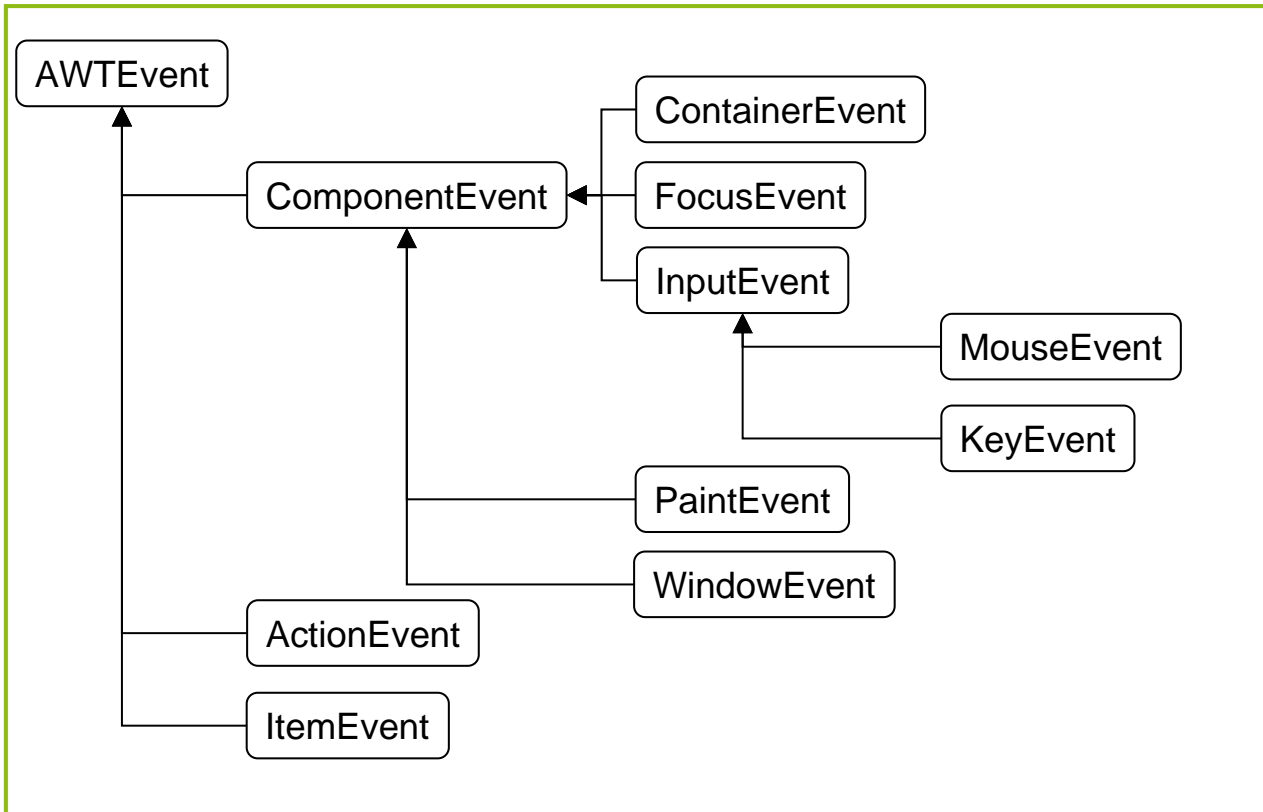 AWTEvent
ContainerEvent
ComponentEvent
FocusEvent
InputEvent
MouseEvent
KeyEvent
PaintEvent
WindowEvent
ActionEvent
ItemEvent